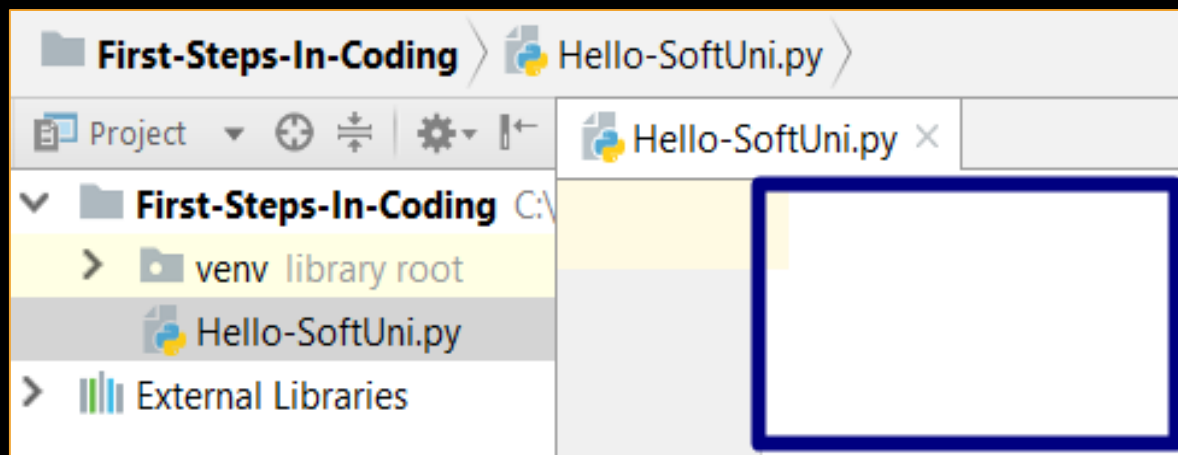 First-Steps-In-Coding Hello-SoftUni.py
Project
Hello-SoftUni.py
First-Steps-In-Coding C:\
venv library root
Hello-SoftUni.py
External Libraries